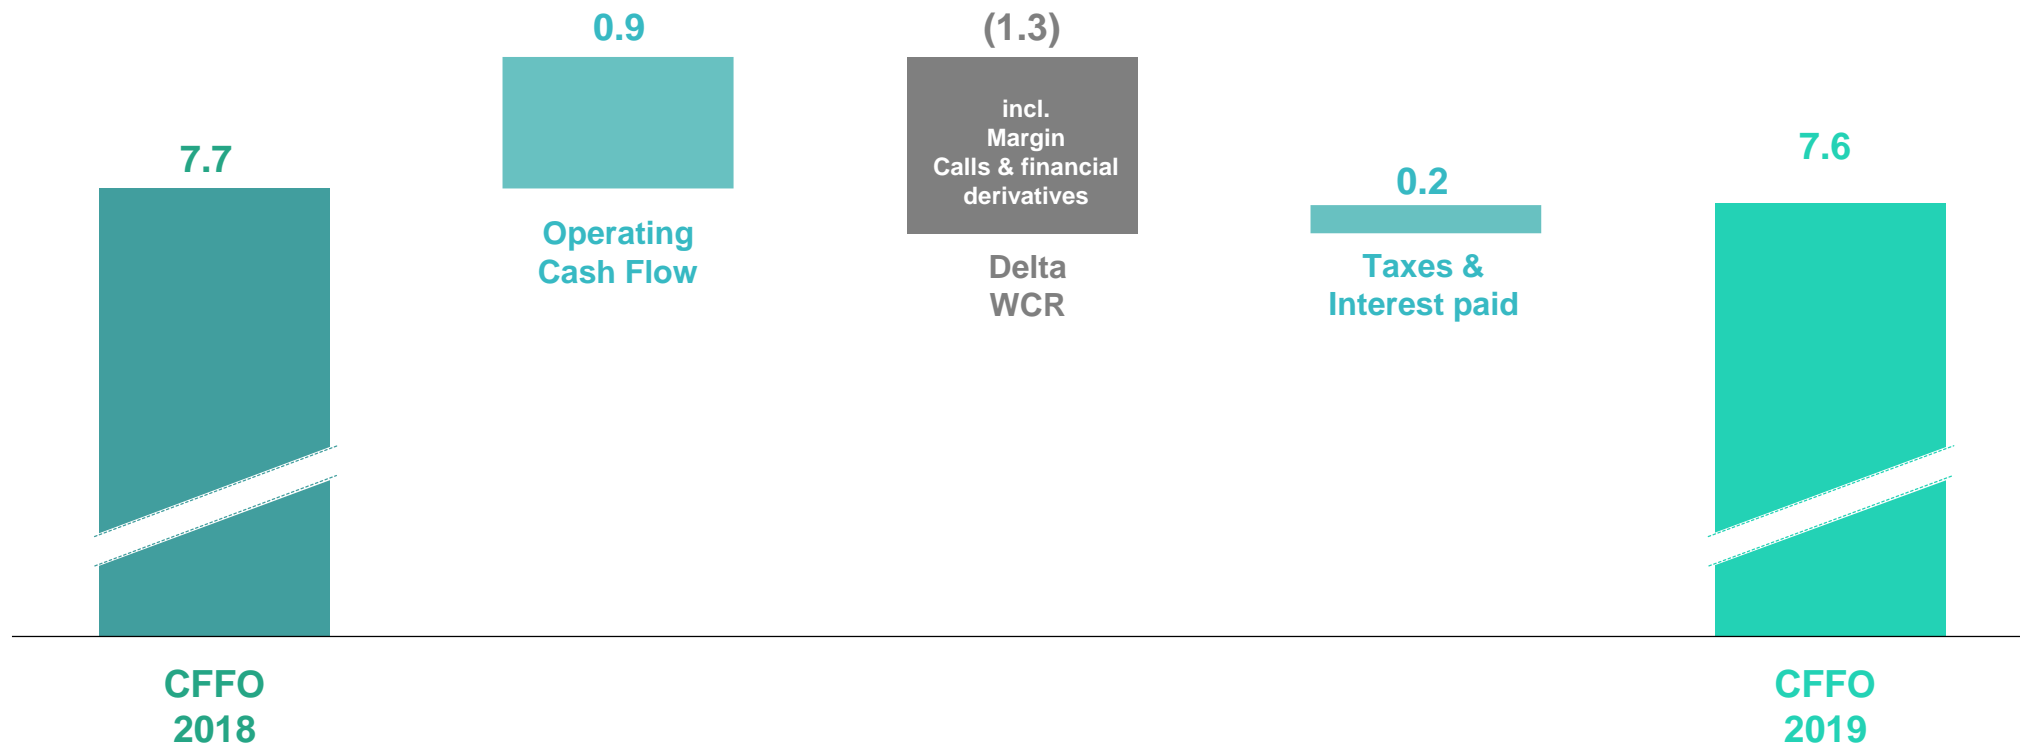 7.7
CFFO
2018
0.9
Operating
Cash Flow
(1.3)
incl.
Margin
Calls & financial
derivatives
Delta
WCR
0.2
Taxes &
Interest paid
7.6
CFFO
2019